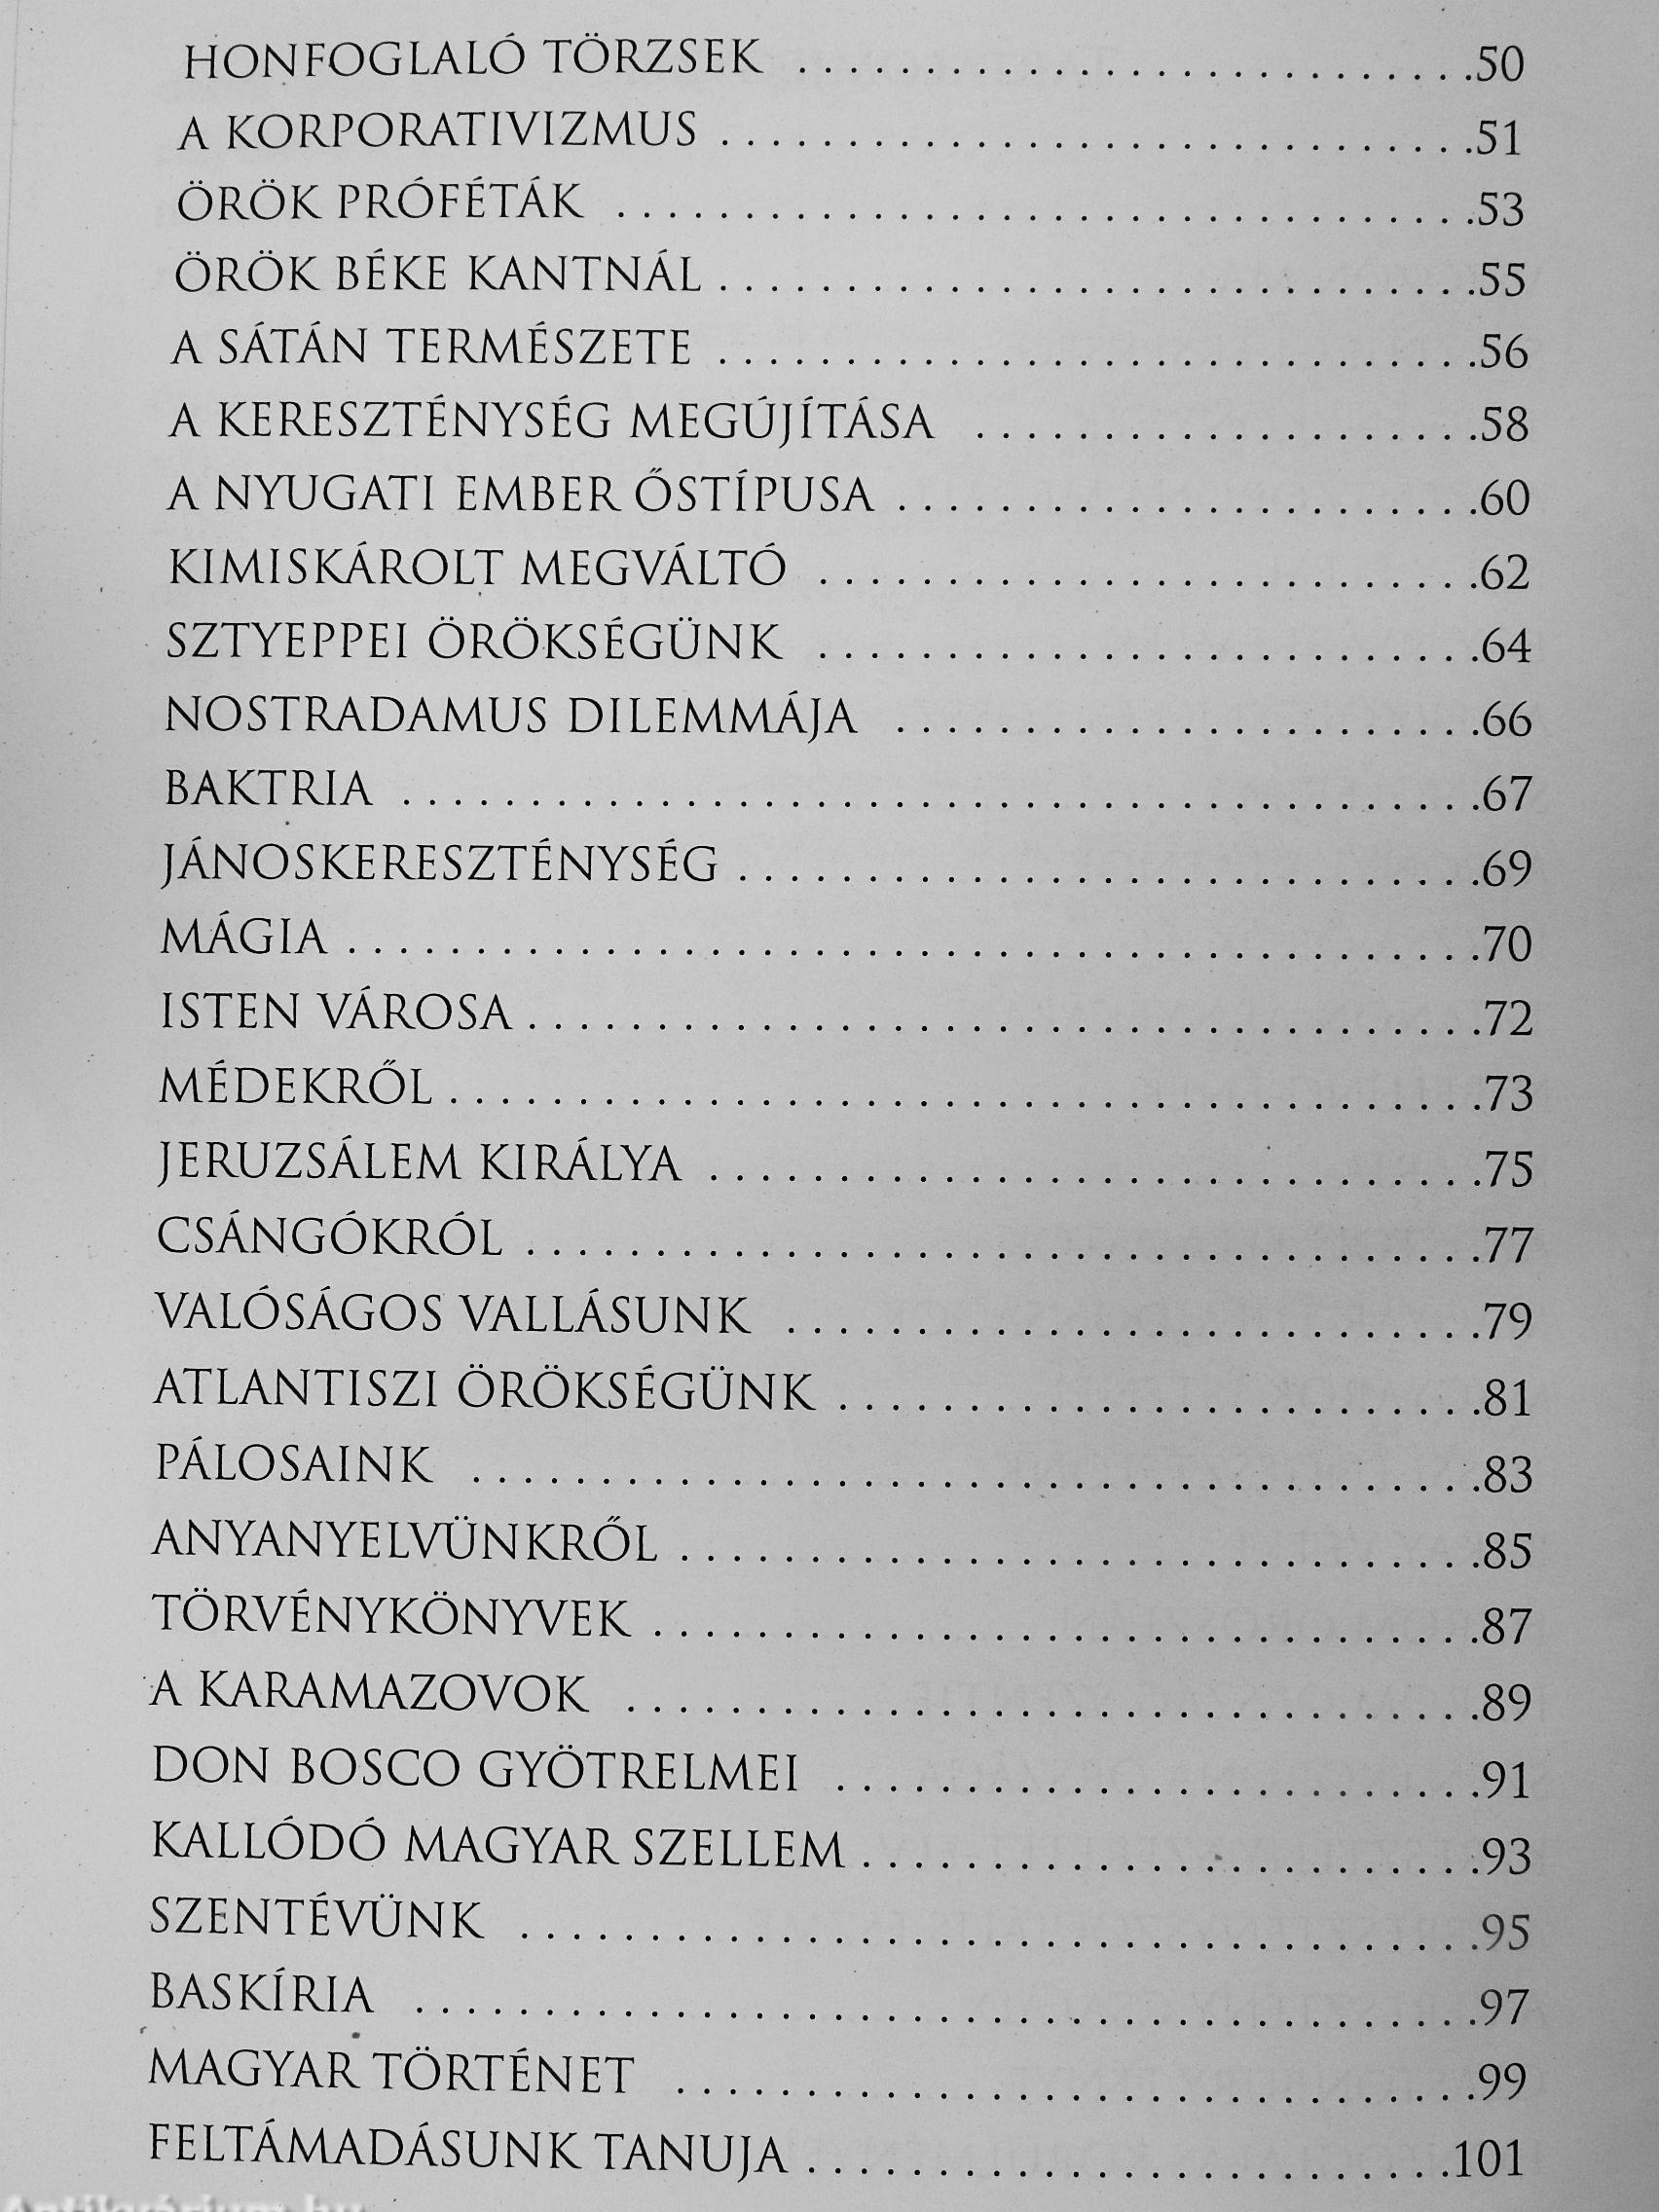 HONFOGLALÓ TÖRZSEK . . . . . . . . . . . . . . . . . . . . . . . . . . .50
A KORPORATIVIZMUS . . . . . . . . . . . . . . . . . . . . . . . . . . . . . .51
ÖRÖK PRÓFÉTÁK . . . . . . . . . . . . . . . . . . . . . . . . . . . . . . . . . .53
ÖRÖK BÉKE KANTNÁL . . . . . . . . . . . . . . . . . . . . . . . . . . . . . .55
A SÁTÁN TERMÉSZETE . . . . . . . . . . . . . . . . . . . . . . . . . . . . . .56
A KERESZTÉNYSÉG MEGÚJÍTÁSA . . . . . . . . . . . . . . . . . . . .58
A NYUGATI EMBER ŐSTÍPUSA . . . . . . . . . . . . . . . . . . . . . . .60
KIMISKÁROLT MEGVÁLTÓ . . . . . . . . . . . . . . . . . . . . . . . . . .62
SZTYEPPEI ÖRÖKSÉGÜNK . . . . . . . . . . . . . . . . . . . . . . . . . .64
NOSTRADAMUS DILEMMÁJA . . . . . . . . . . . . . . . . . . . . . . .66
BAKTRIA . . . . . . . . . . . . . . . . . . . . . . . . . . . . . . . . . . . . . . . . . .67
JÁNOSKERESZTÉNYSÉG . . . . . . . . . . . . . . . . . . . . . . . . . . . . .69
MÁGIA . . . . . . . . . . . . . . . . . . . . . . . . . . . . . . . . . . . . . . . . . . . .70
ISTEN VÁROSA . . . . . . . . . . . . . . . . . . . . . . . . . . . . . . . . . . . . .72
MÉDEKRŐL . . . . . . . . . . . . . . . . . . . . . . . . . . . . . . . . . . . . . . . .73
JERUZSÁLEM KIRÁLYA . . . . . . . . . . . . . . . . . . . . . . . . . . . . . .75
CSÁNGÓKRÓL . . . . . . . . . . . . . . . . . . . . . . . . . . . . . . . . . . . . .77
VALÓSÁGOS VALLÁSUNK . . . . . . . . . . . . . . . . . . . . . . . . . . .79
ATLANTISZI ÖRÖKSÉGÜNK . . . . . . . . . . . . . . . . . . . . . . . . .81
PÁLOSAINK . . . . . . . . . . . . . . . . . . . . . . . . . . . . . . . . . . . . . . .83
ANYANYELVÜNKRŐL . . . . . . . . . . . . . . . . . . . . . . . . . . . . . . .85
TÖRVÉNYKÖNYVEK . . . . . . . . . . . . . . . . . . . . . . . . . . . . . . . .87
A KARAMAZOVOK . . . . . . . . . . . . . . . . . . . . . . . . . . . . . . . . .89
DON BOSCO GYÖTRELMEI . . . . . . . . . . . . . . . . . . . . . . . . .91
KALLÓDÓ MAGYAR SZELLEM . . . . . . . . . . . . . . . . . . . . . . . .93
SZENTÉVÜNK . . . . . . . . . . . . . . . . . . . . . . . . . . . . . . . . . . . . .95
BASKÍRIA . . . . . . . . . . . . . . . . . . . . . . . . . . . . . . . . . . . . . . . . .97
MAGYAR TÖRTÉNET . . . . . . . . . . . . . . . . . . . . . . . . . . . . . . .99
FELTÁMADÁSUNK TANUJA . . . . . . . . . . . . . . . . . . . . . . . . .101